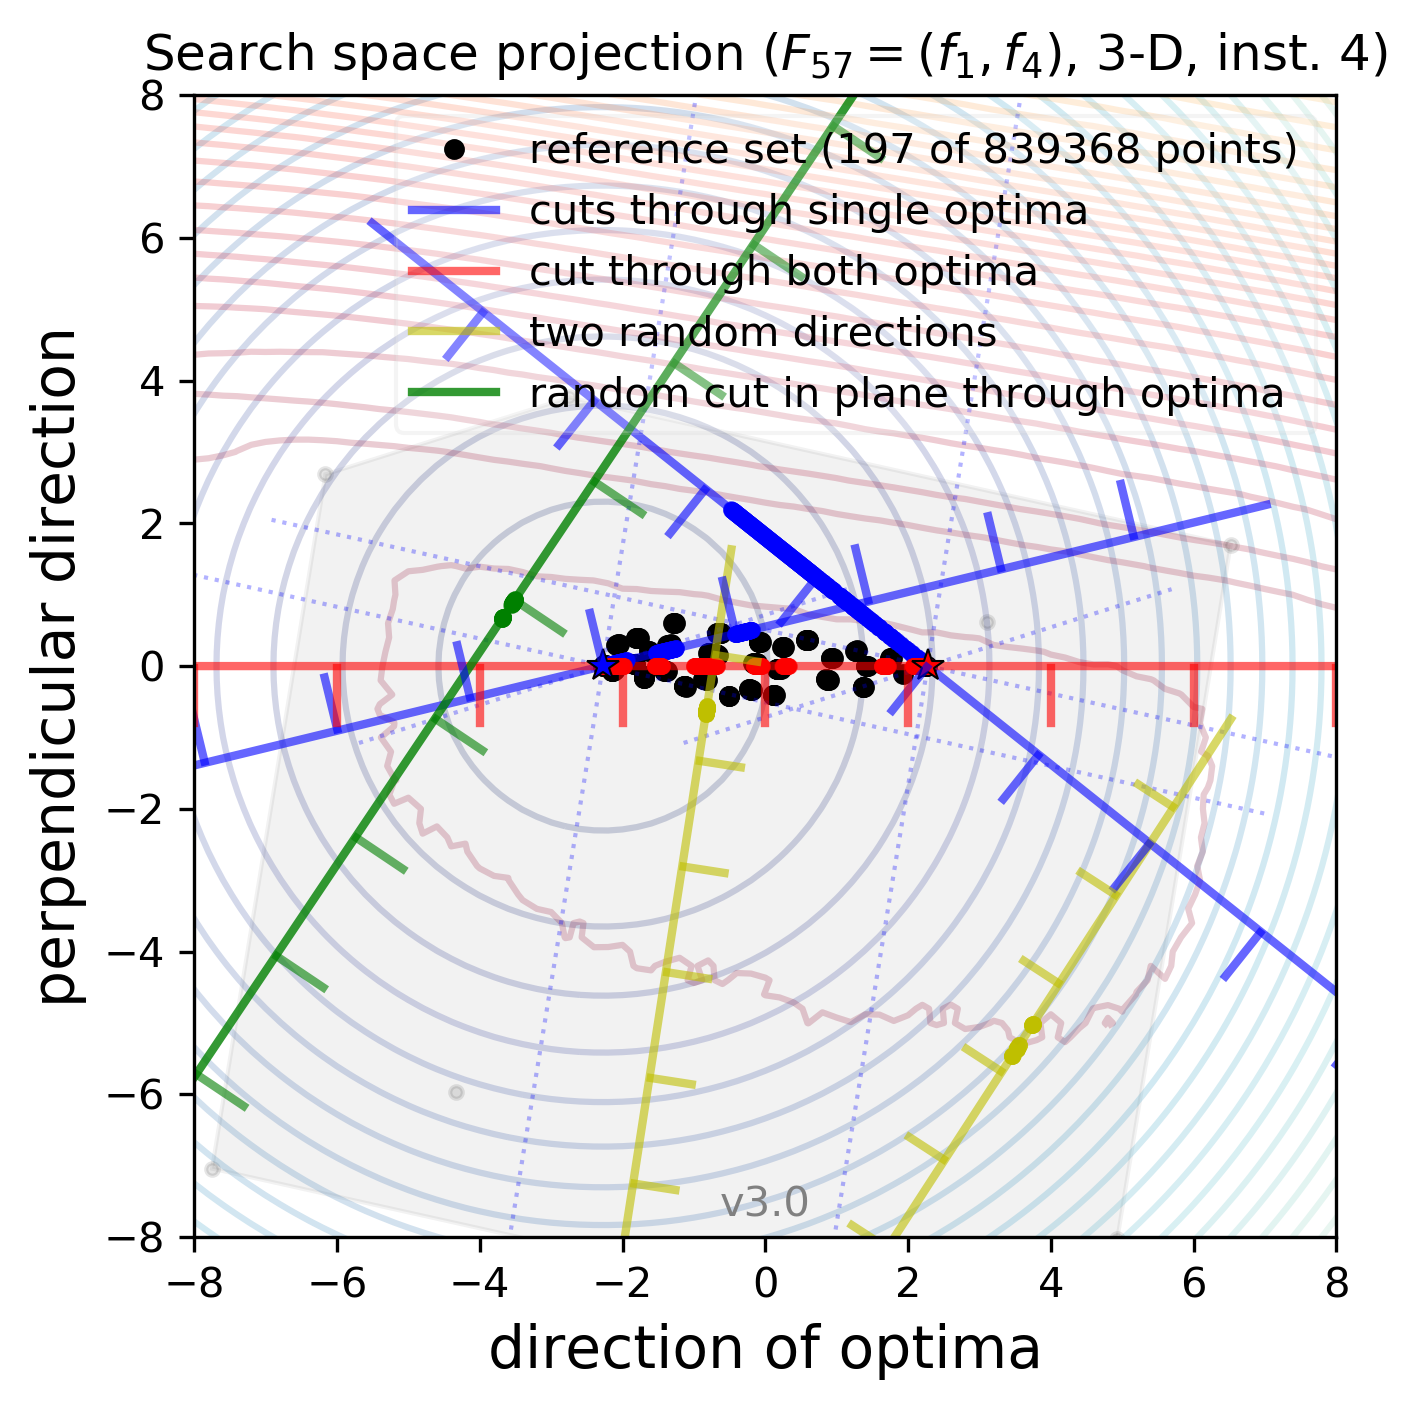 Search space projection (F57 = (f1, f4), 3-D, inst. 4)
8
6
4
2
0
−2
−4
−6
−8
perpendicular direction
reference set (197 of 839368 points)
cuts through single optima
cut through both optima
two random directions
random cut in plane through optima
v3.0
−8 −6 −4 −2 0 2 4 6 8
direction of optima